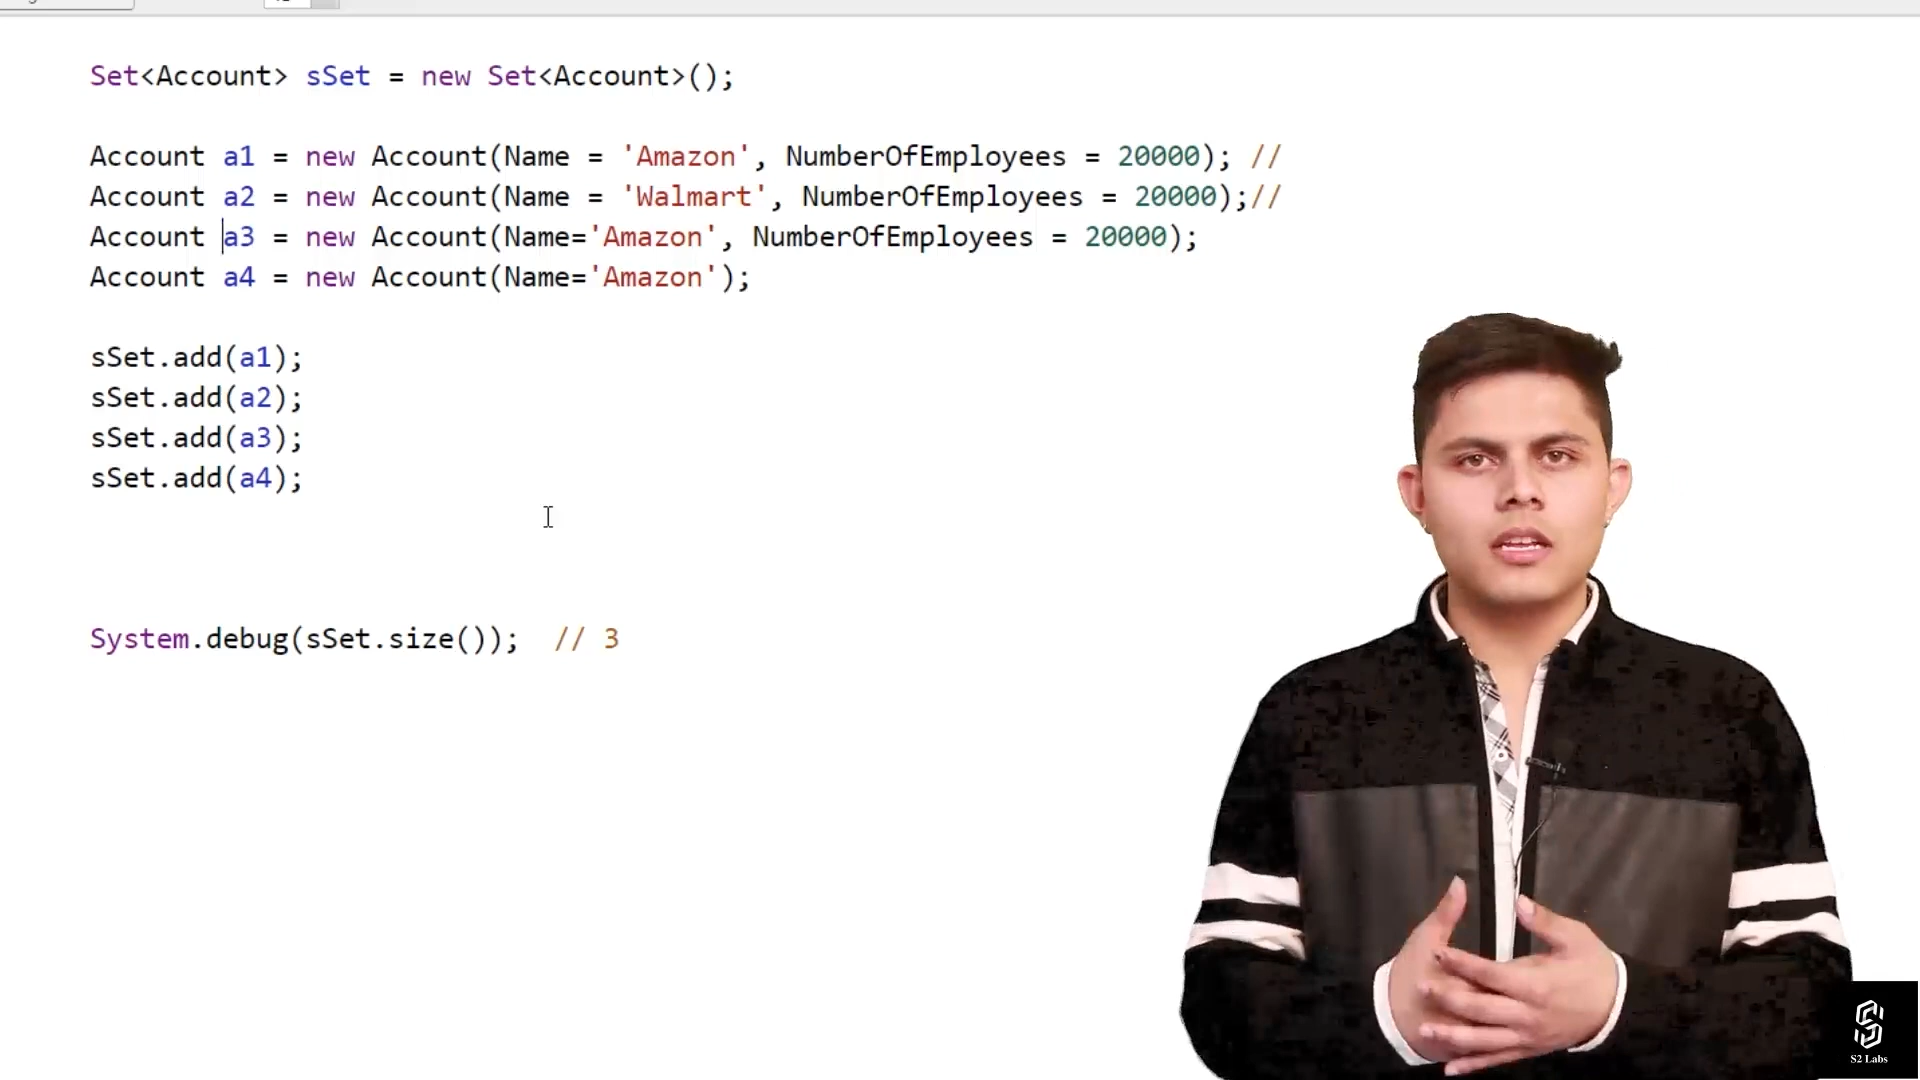 Set<Account> sSet = new Set<Account>();
Account a1 = new Account(Name = 'Amazon', NumberOfEmployees = 20000); //
Account a2 = new Account(Name = 'Walmart', NumberOfEmployees = 20000);//
Account a3 = new Account(Name='Amazon', NumberOfEmployees = 20000);
Account a4 = new Account(Name='Amazon');
sSet.add(a1);
sSet.add(a2);
sSet.add(a3);
sSet.add(a4);
System.debug(sSet.size()); // 3
S2 Labs